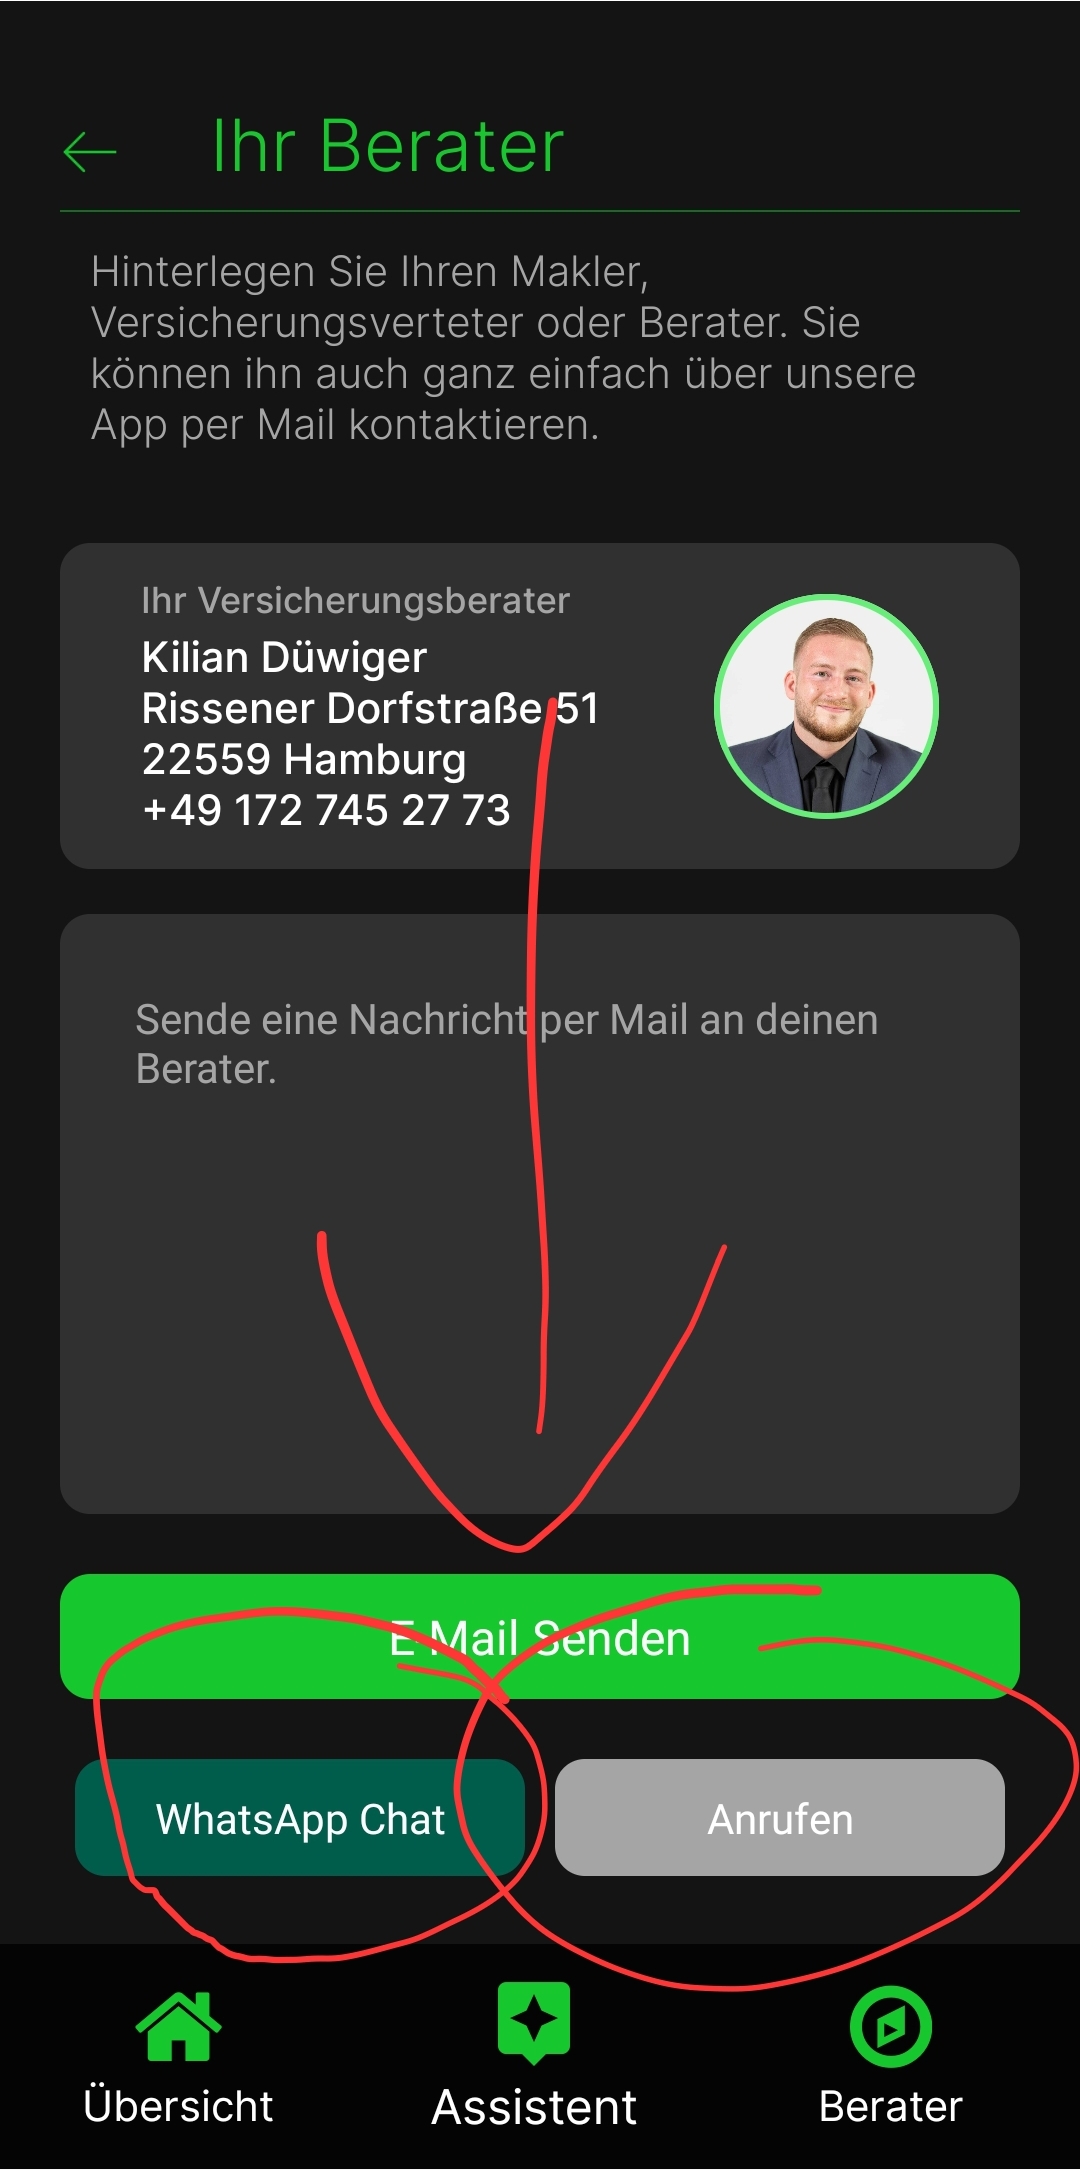 Ihr Berater
Hinterlegen Sie Ihren Makler,
Versicherungsverteter oder Berater. Sie
können ihn auch ganz einfach über unsere
App per Mail kontaktieren.
Ihr Versicherungsberater
Kilian Düwiger
Rissener Dorfstraße 51
22559 Hamburg
+49 172 745 27 73
Sende eine Nachricht per Mail an deinen
Berater.
E-Mail Senden
WhatsApp Chat
Anrufen
Übersicht
Assistent
Berater